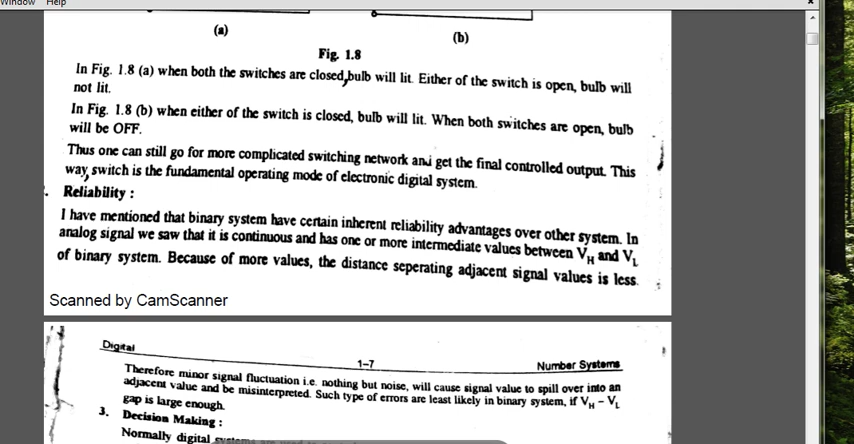 Window Help
(a)
(b)
Fig. 1.8
In Fig. 1.8 (a) when both the switches are closed, bulb will lit. Either of the switch is open, bulb will
not lit.
In Fig. 1.8 (b) when either of the switch is closed, bulb will lit. When both switches are open, bulb
will be OFF.
Thus one can still go for more complicated switching network and get the final controlled output. This
way, switch is the fundamental operating mode of electronic digital system.
. Reliability :
I have mentioned that binary system have certain inherent reliability advantages over other system. In
analog signal we saw that it is continuous and has one or more intermediate values between VH and VL
of binary system. Because of more values, the distance seperating adjacent signal values is less.
Scanned by CamScanner
Digital 1–7 Number Systems
Therefore minor signal fluctuation i.e. nothing but noise, will cause signal value to spill over into an
adjacent value and be misinterpreted. Such type of errors are least likely in binary system, if VH – VL
gap is large enough.
3. Decision Making :
Normally digital